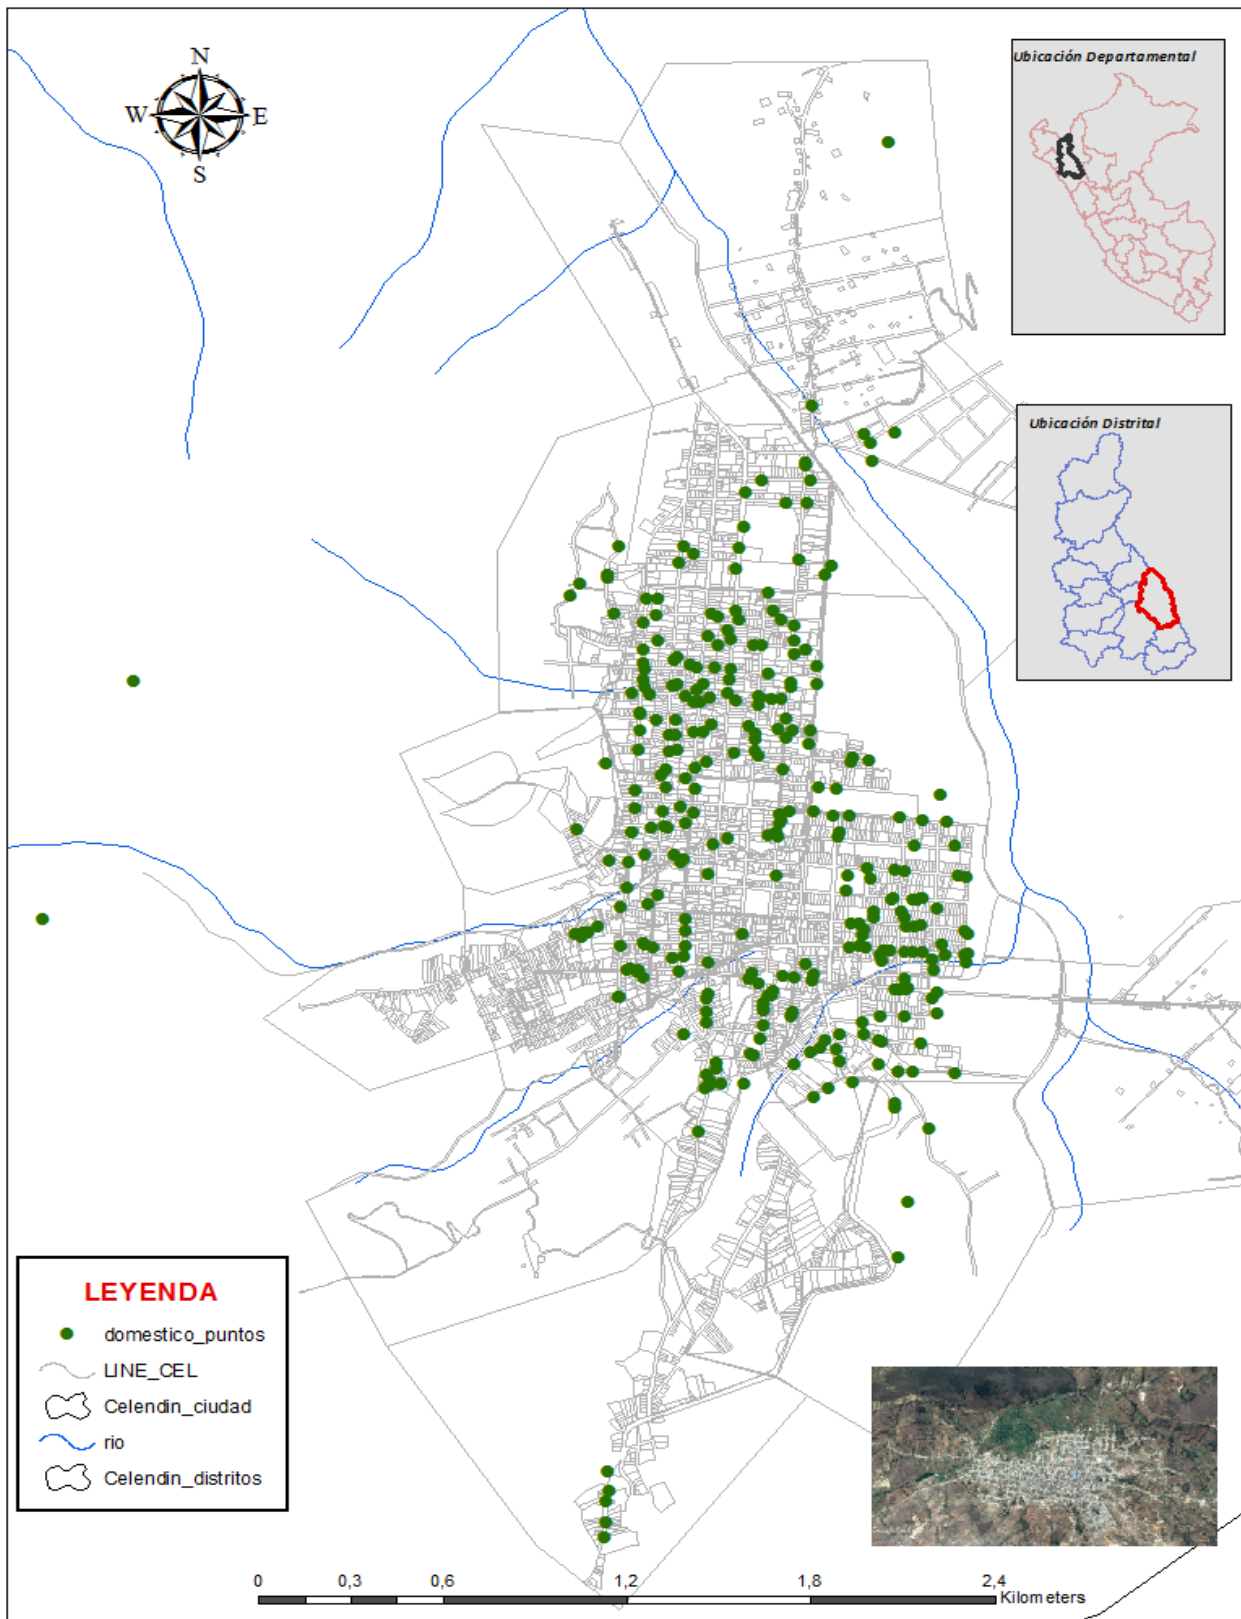 N
W
E
S
Ubicación Departamental
Ubicación Distrital
LEYENDA
domestico_puntos
LINE_CEL
Celendin_ciudad
rio
Celendin_distritos
0 0,3 0,6 1,2 1,8 2,4
Kilometers